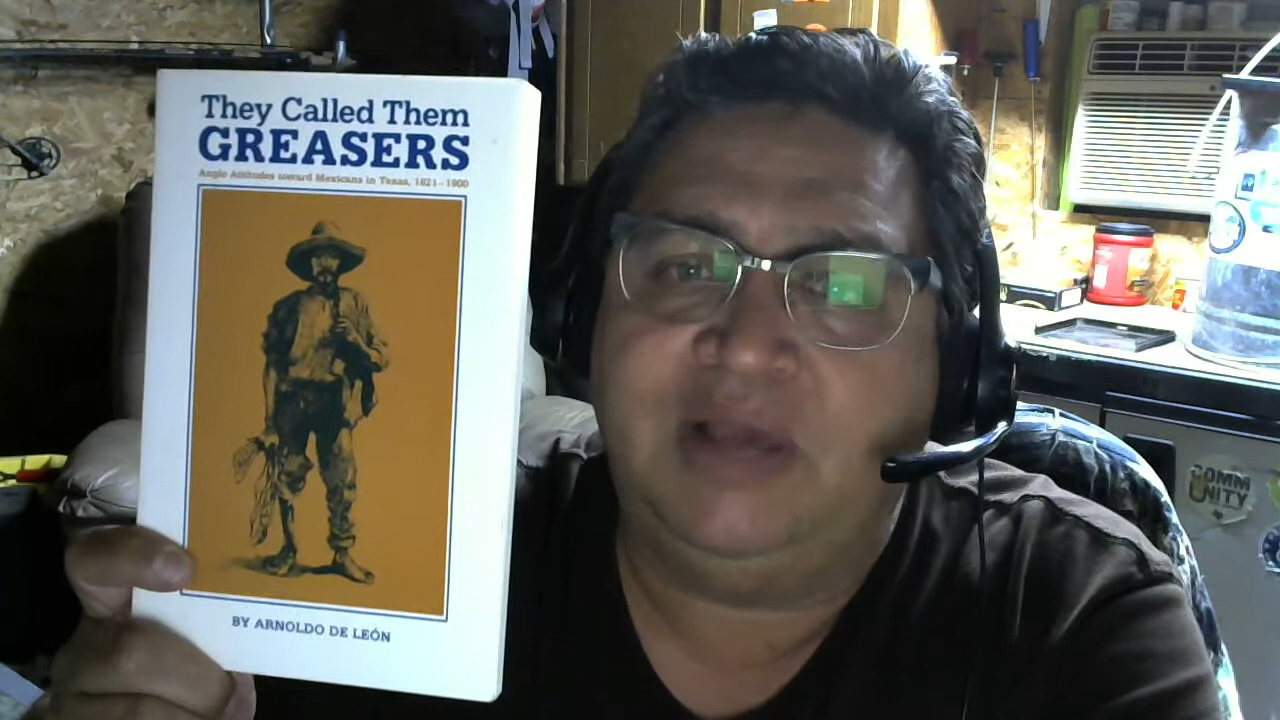 They Called Them
GREASERS
Anglo Attitudes toward Mexicans in Texas, 1821–1900
BY ARNOLDO DE LEÓN
COMM
UNITY